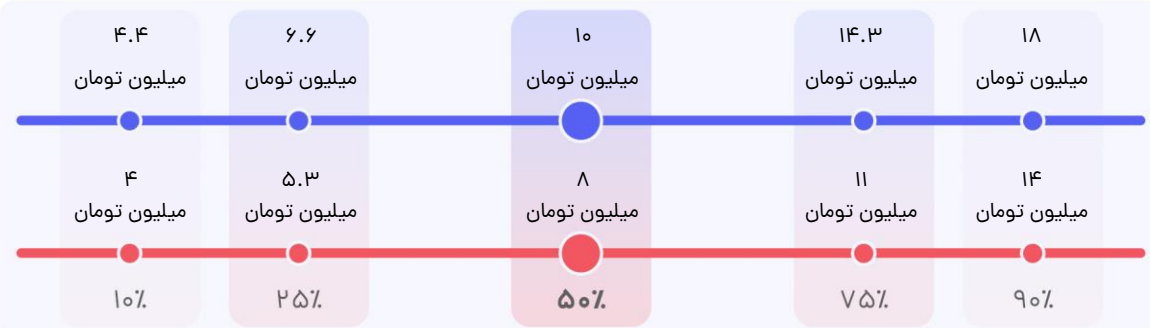 ۴.۴ ۶.۶ ۱۰ ۱۴.۳ ۱۸
میلیون تومان میلیون تومان میلیون تومان میلیون تومان میلیون تومان
۴ ۵.۳ ۸ ۱۱ ۱۴
میلیون تومان میلیون تومان میلیون تومان میلیون تومان میلیون تومان
۱۰٪ ۲۵٪ ۵۰٪ ۷۵٪ ۹۰٪